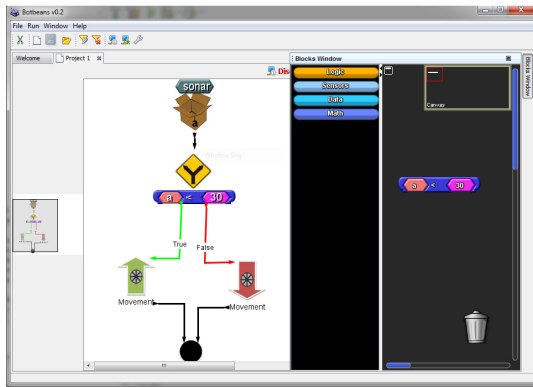 Botbeans v0.2
File Run Window Help
Welcome
Project 1
Dis
Blocks Window
Blocks Window
Logic
Sensors
Data
Math
Canvas
sonar
a
a < 30
a < 30
True
False
Movement
Movement